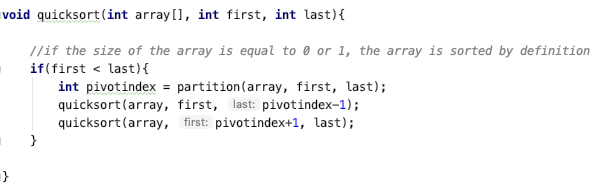 void quicksort(int array[], int first, int last){
//if the size of the array is equal to 0 or 1, the array is sorted by definition
if(first < last){
int pivotindex = partition(array, first, last);
quicksort(array, first, last: pivotindex-1);
quicksort(array, first: pivotindex+1, last);
}
}